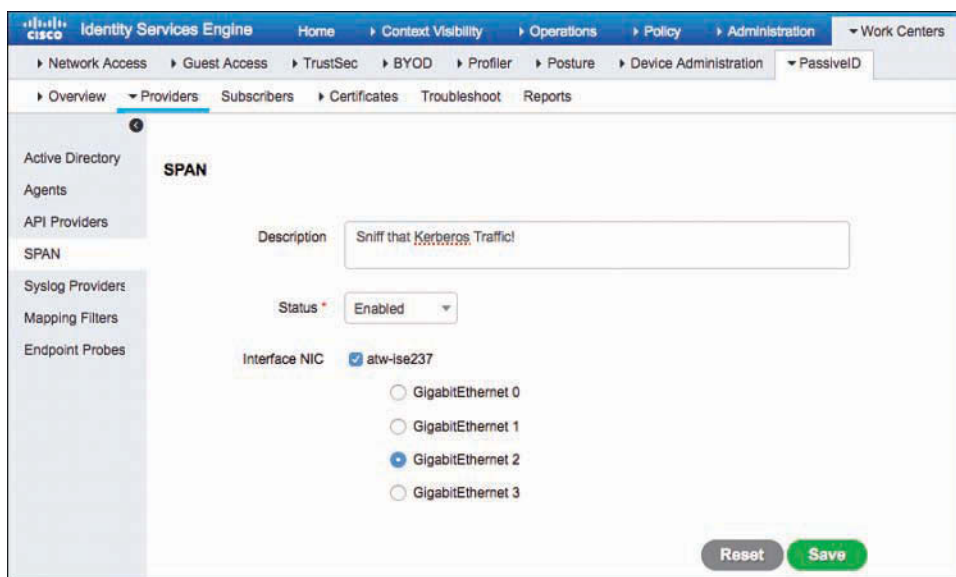 cisco Identity Services Engine Home Context Visibility Operations Policy Administration Work Centers
Network Access Guest Access TrustSec BYOD Profiler Posture Device Administration PassiveID
Overview Providers Subscribers Certificates Troubleshoot Reports
Active Directory
Agents
API Providers
SPAN
Syslog Providers
Mapping Filters
Endpoint Probes
SPAN
Description Sniff that Kerberos Traffic!
Status * Enabled
Interface NIC atw-ise237
GigabitEthernet 0
GigabitEthernet 1
GigabitEthernet 2
GigabitEthernet 3
Reset Save